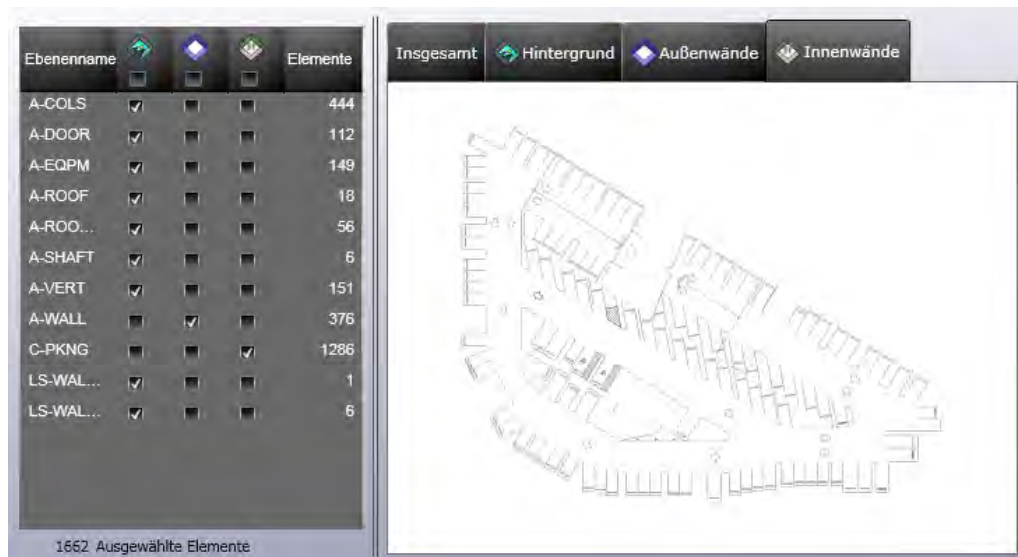 Ebenenname Elemente
A-COLS 444
A-DOOR 112
A-EQPM 149
A-ROOF 18
A-ROO... 56
A-SHAFT 6
A-VERT 151
A-WALL 376
C-PKNG 1286
LS-WAL... 1
LS-WAL... 6
1662 Ausgewählte Elemente
Insgesamt Hintergrund Außenwände Innenwände